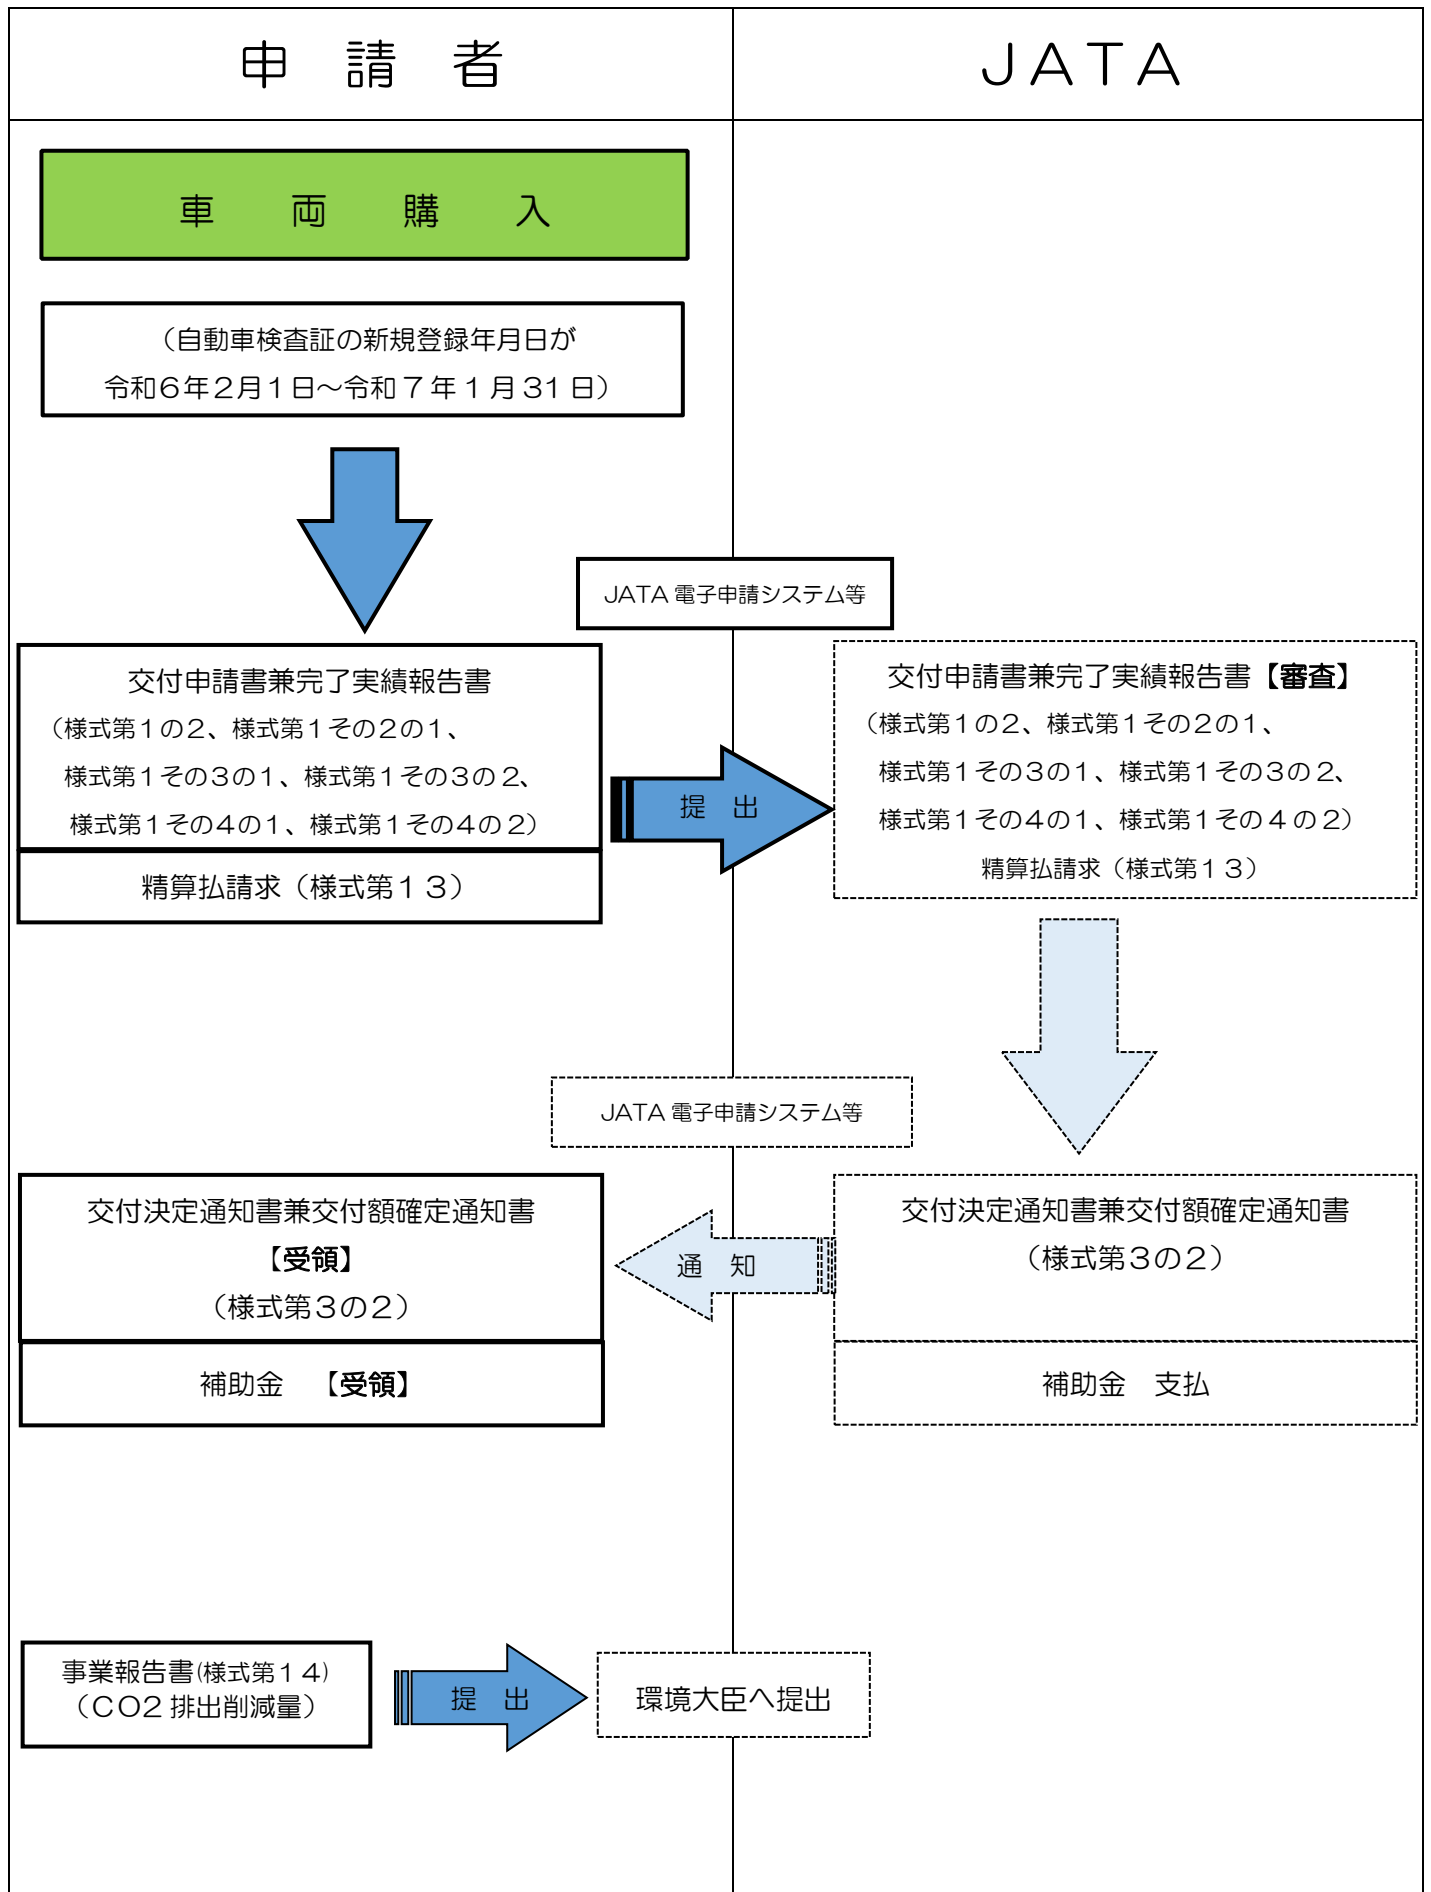 申　請　者
ＪＡＴＡ
車　両　購　入
（自動車検査証の新規登録年月日が
令和６年２月１日～令和７年１月31日）
JATA 電子申請システム等
交付申請書兼完了実績報告書
（様式第１の２、様式第１その２の１、
様式第１その３の１、様式第１その３の２、
様式第１その４の１、様式第１その４の２）
精算払請求（様式第１３）
提　出
交付申請書兼完了実績報告書【審査】
（様式第１の２、様式第１その２の１、
様式第１その３の１、様式第１その３の２、
様式第１その４の１、様式第１その４の２）
精算払請求（様式第１３）
JATA 電子申請システム等
交付決定通知書兼交付額確定通知書
【受領】
（様式第３の２）
補助金　【受領】
通　知
交付決定通知書兼交付額確定通知書
（様式第３の２）
補助金　支払
事業報告書(様式第１４)
（ＣＯ２排出削減量）
提　出
環境大臣へ提出